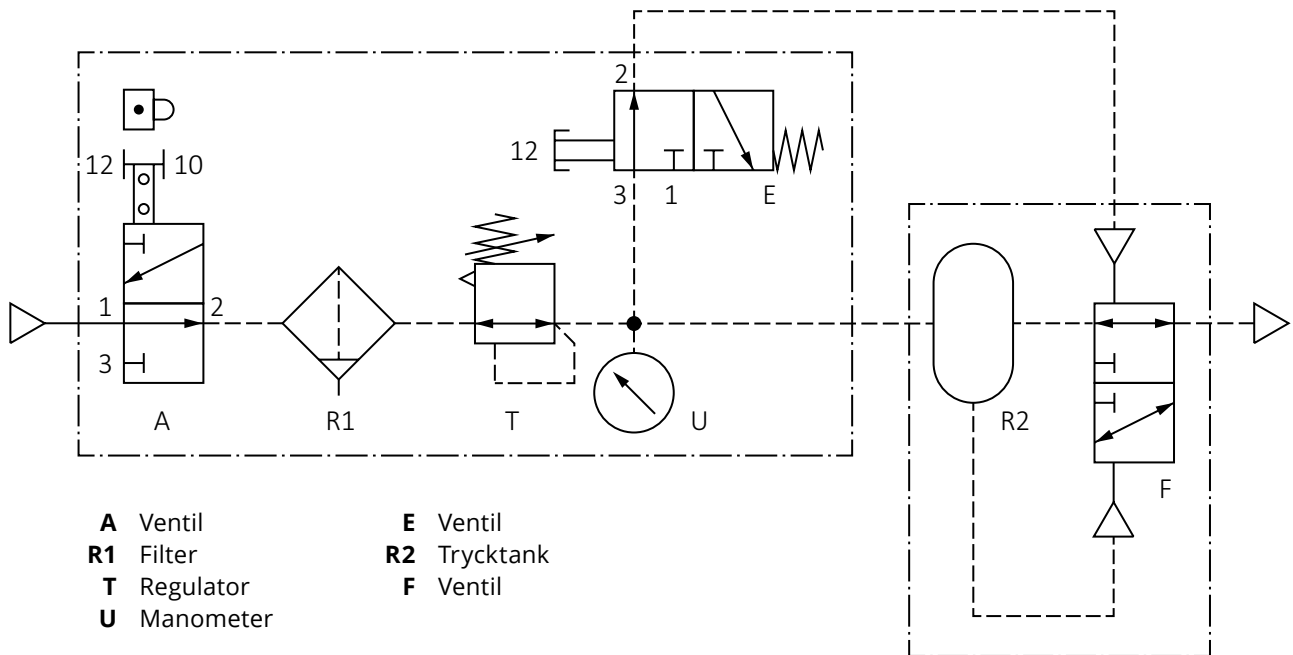 2
12 10
12
3 1 E
1 2
3
A R1 T U R2
F
A Ventil
R1 Filter
T Regulator
U Manometer
E Ventil
R2 Trycktank
F Ventil